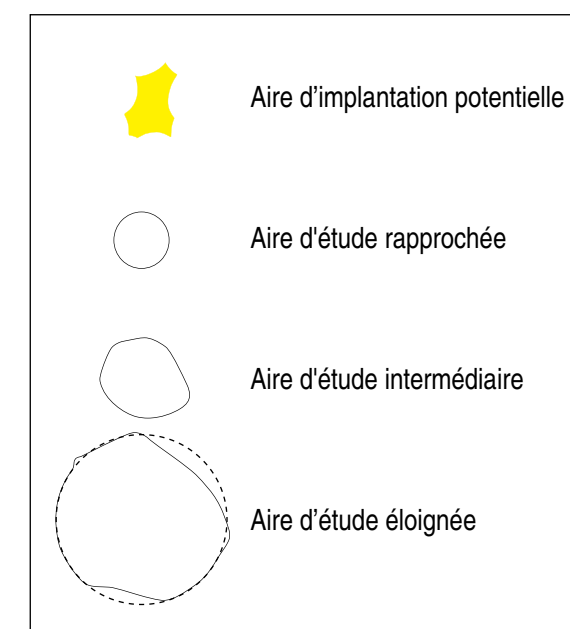 Aire d’implantation potentielle
Aire d'étude rapprochée
Aire d'étude intermédiaire
Aire d’étude éloignée